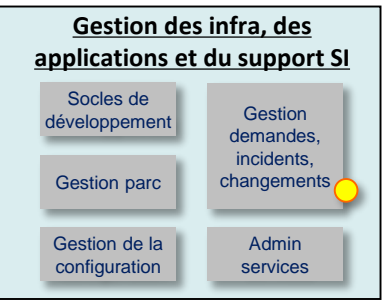 Gestion des infra, des
applications et du support SI
Socles de
développement
Gestion
demandes,
incidents,
changements
Gestion parc
Gestion de la
configuration
Admin
services